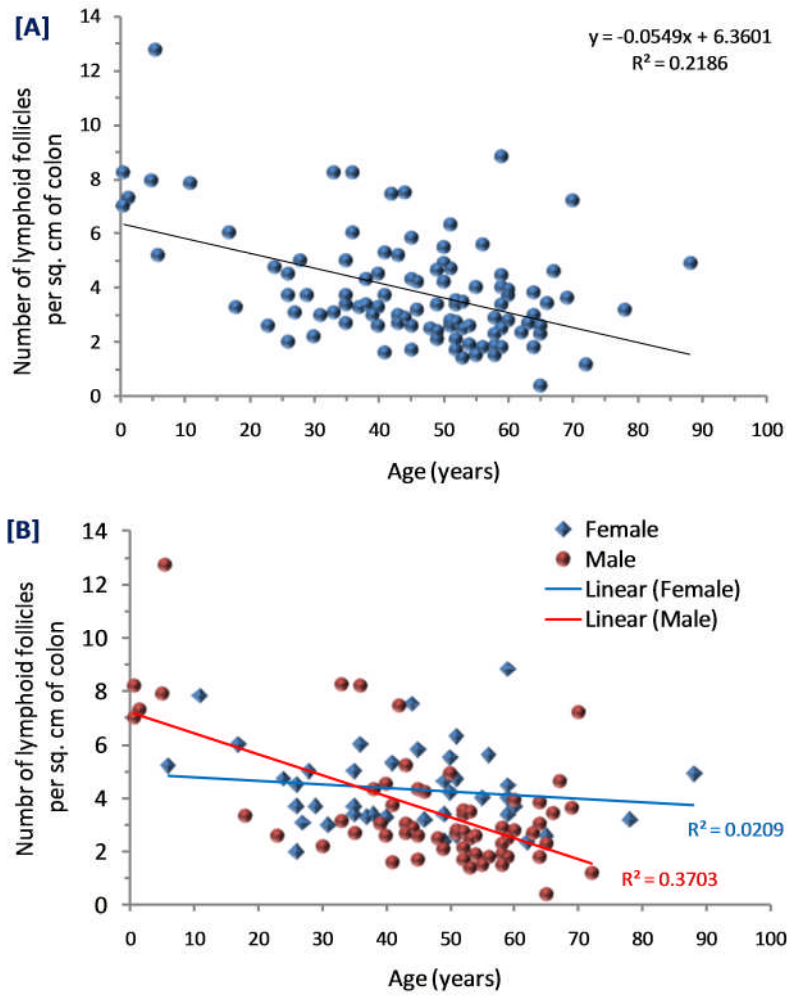 [A]
y = -0.0549x + 6.3601
R² = 0.2186
Number of lymphoid follicles
per sq. cm of colon
14
12
10
8
6
4
2
0
0 10 20 30 40 50 60 70 80 90 100
Age (years)
[B]
Female
Male
Linear (Female)
Linear (Male)
Numbr of lymphoid follicles
per sq. cm of colon
14
12
10
8
6
4
2
0
R² = 0.0209
R² = 0.3703
0 10 20 30 40 50 60 70 80 90 100
Age (years)